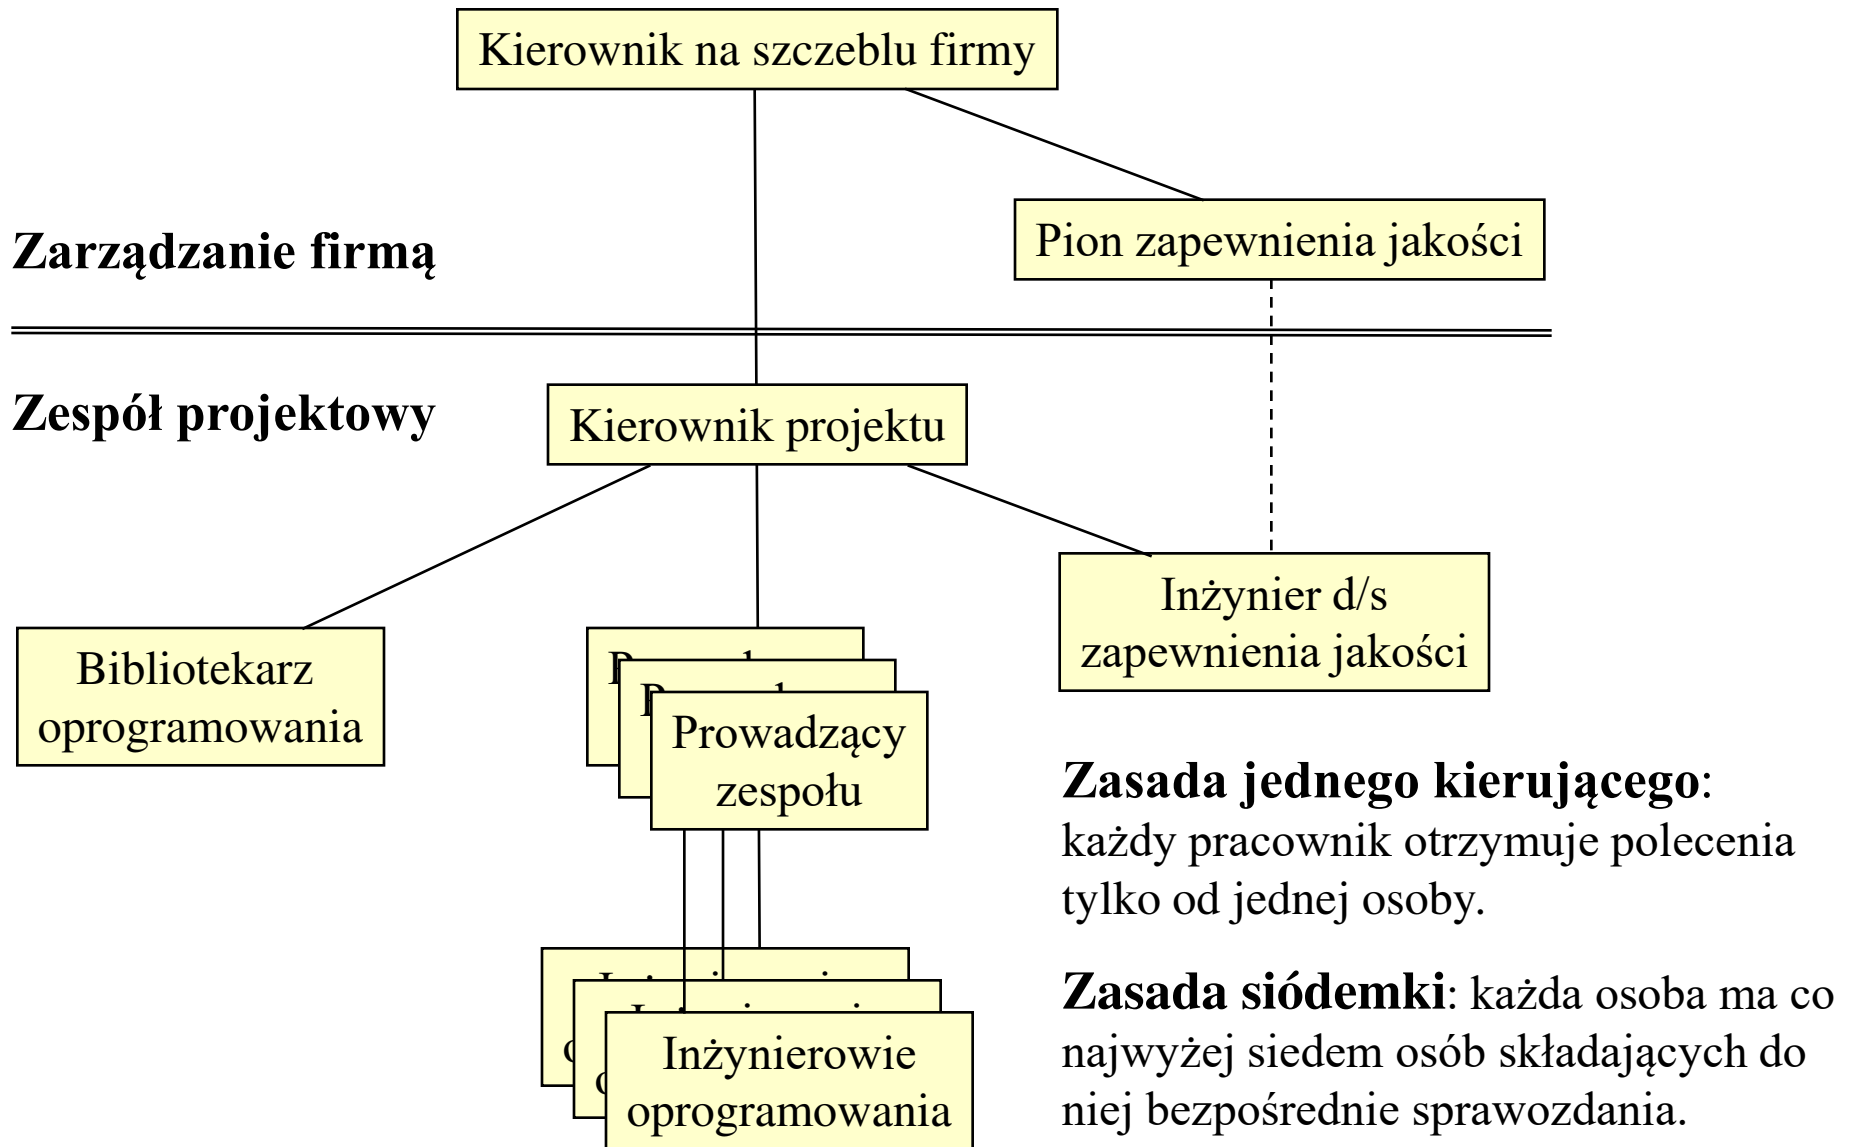 Kierownik na szczeblu firmy
Pion zapewnienia jakości
Zarządzanie firmą
Zespół projektowy
Kierownik projektu
Inżynier d/s
zapewnienia jakości
Bibliotekarz
oprogramowania
Prowadzący
zespołu
Zasada jednego kierującego:
każdy pracownik otrzymuje polecenia
tylko od jednej osoby.
Zasada siódemki: każda osoba ma co
najwyżej siedem osób składających do
niej bezpośrednie sprawozdania.
Inżynierowie
oprogramowania